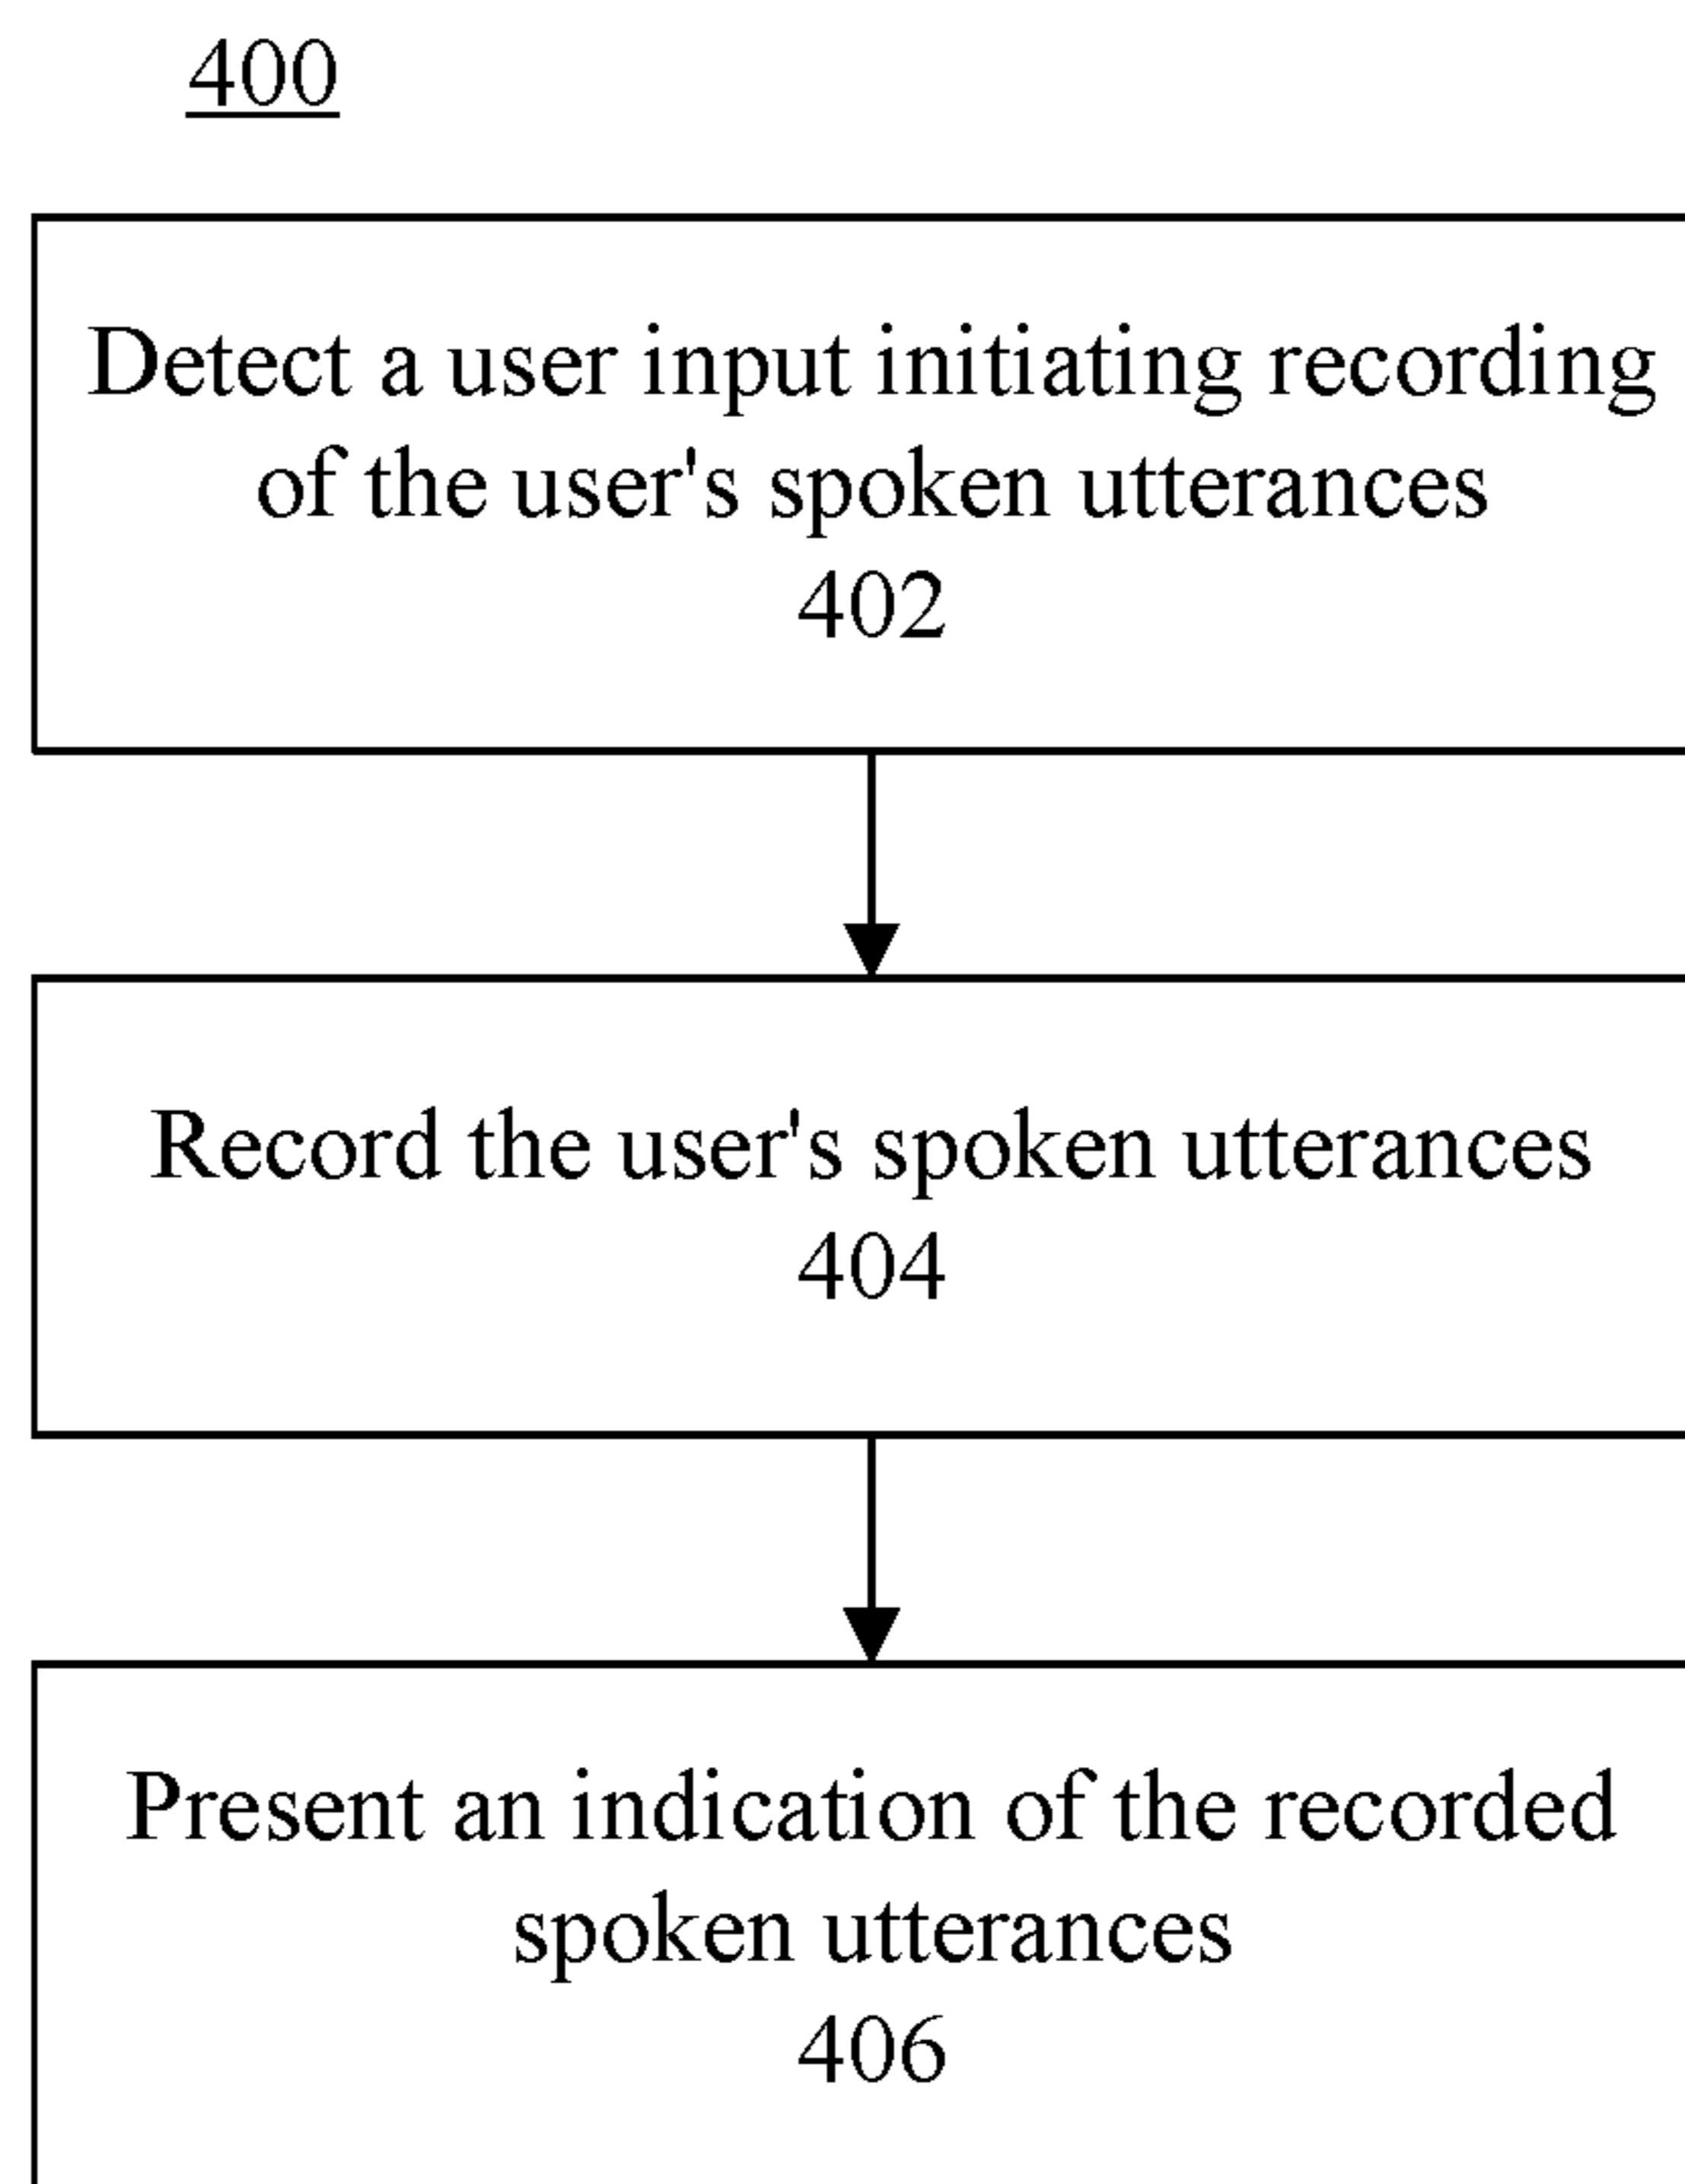 400
Detect a user input initiating recording
of the user's spoken utterances
402
Record the user's spoken utterances
404
Present an indication of the recorded
spoken utterances
406